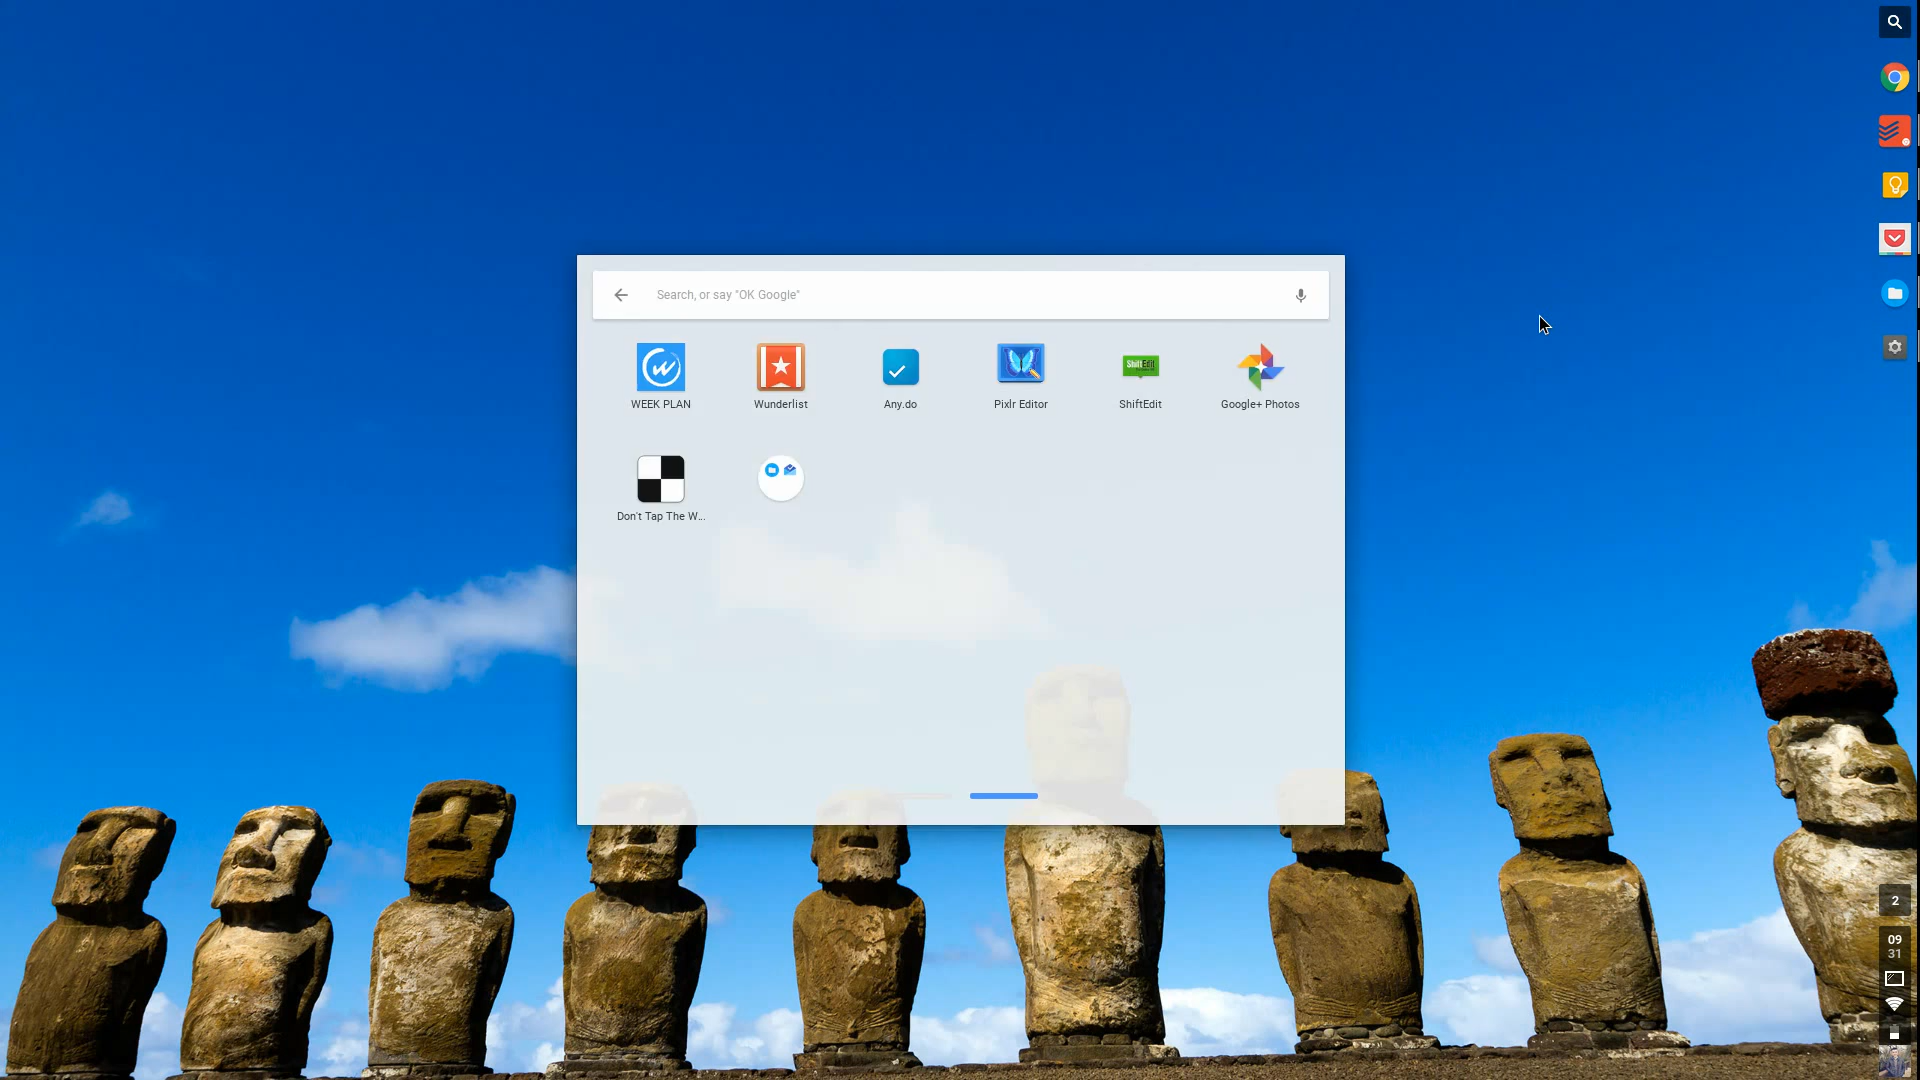 Search, or say "OK Google"
WEEK PLAN
Wunderlist
Any.do
Pixlr Editor
ShiftEdit
ShiftEdit
Google+ Photos
Don't Tap The W...
2
09
31